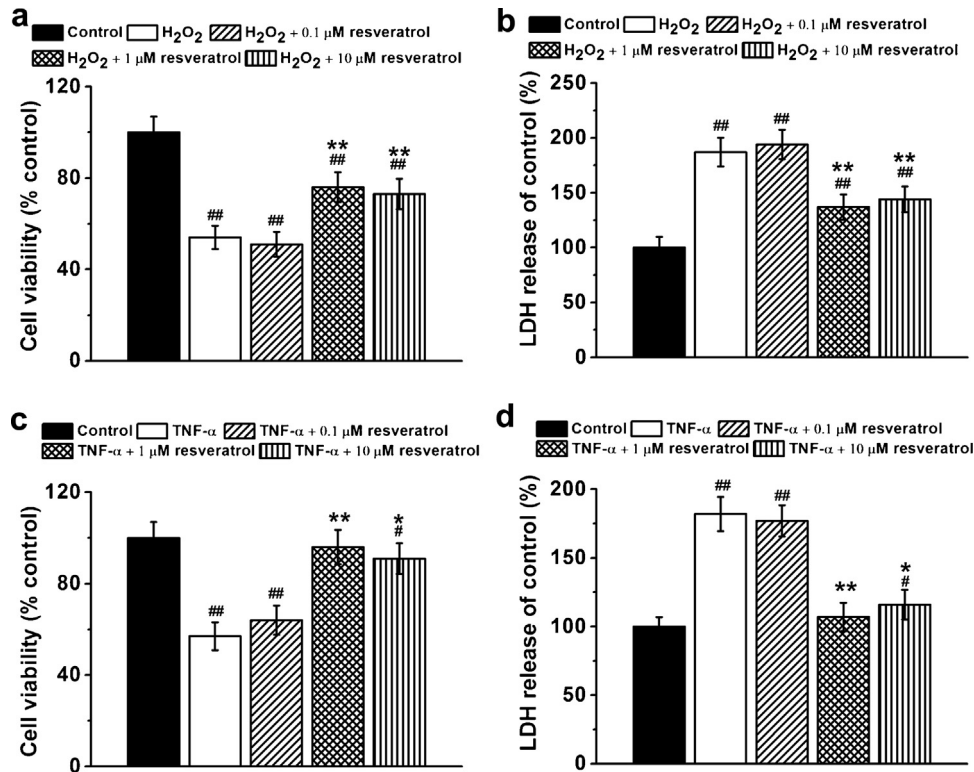 a
Control H₂O₂ H₂O₂ + 0.1 μM resveratrol
H₂O₂ + 1 μM resveratrol H₂O₂ + 10 μM resveratrol
Cell viability (% control)
120
80
40
0
## ## ** ## ** ##
b
Control H₂O₂ H₂O₂ + 0.1 μM resveratrol
H₂O₂ + 1 μM resveratrol H₂O₂ + 10 μM resveratrol
LDH release of control (%)
250
200
150
100
50
0
## ## ** ## ** ##
c
Control TNF-α TNF-α + 0.1 μM resveratrol
TNF-α + 1 μM resveratrol TNF-α + 10 μM resveratrol
Cell viability (% control)
120
80
40
0
## ## ** * #
d
Control TNF-α TNF-α + 0.1 μM resveratrol
TNF-α + 1 μM resveratrol TNF-α + 10 μM resveratrol
LDH release of control (%)
200
150
100
50
0
## ## ** * #